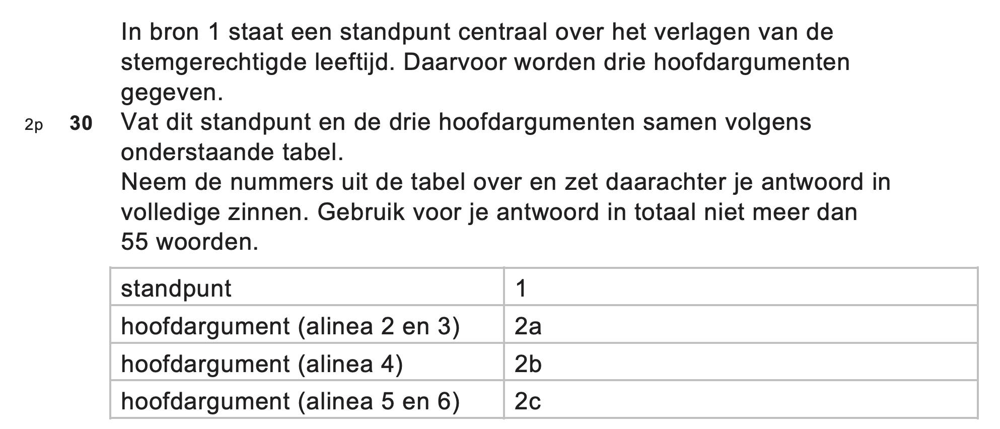 In bron 1 staat een standpunt centraal over het verlagen van de
stemgerechtigde leeftijd. Daarvoor worden drie hoofdargumenten
gegeven.
2p 30 Vat dit standpunt en de drie hoofdargumenten samen volgens
onderstaande tabel.
Neem de nummers uit de tabel over en zet daarachter je antwoord in
volledige zinnen. Gebruik voor je antwoord in totaal niet meer dan
55 woorden.
standpunt 1
hoofdargument (alinea 2 en 3) 2a
hoofdargument (alinea 4) 2b
hoofdargument (alinea 5 en 6) 2c